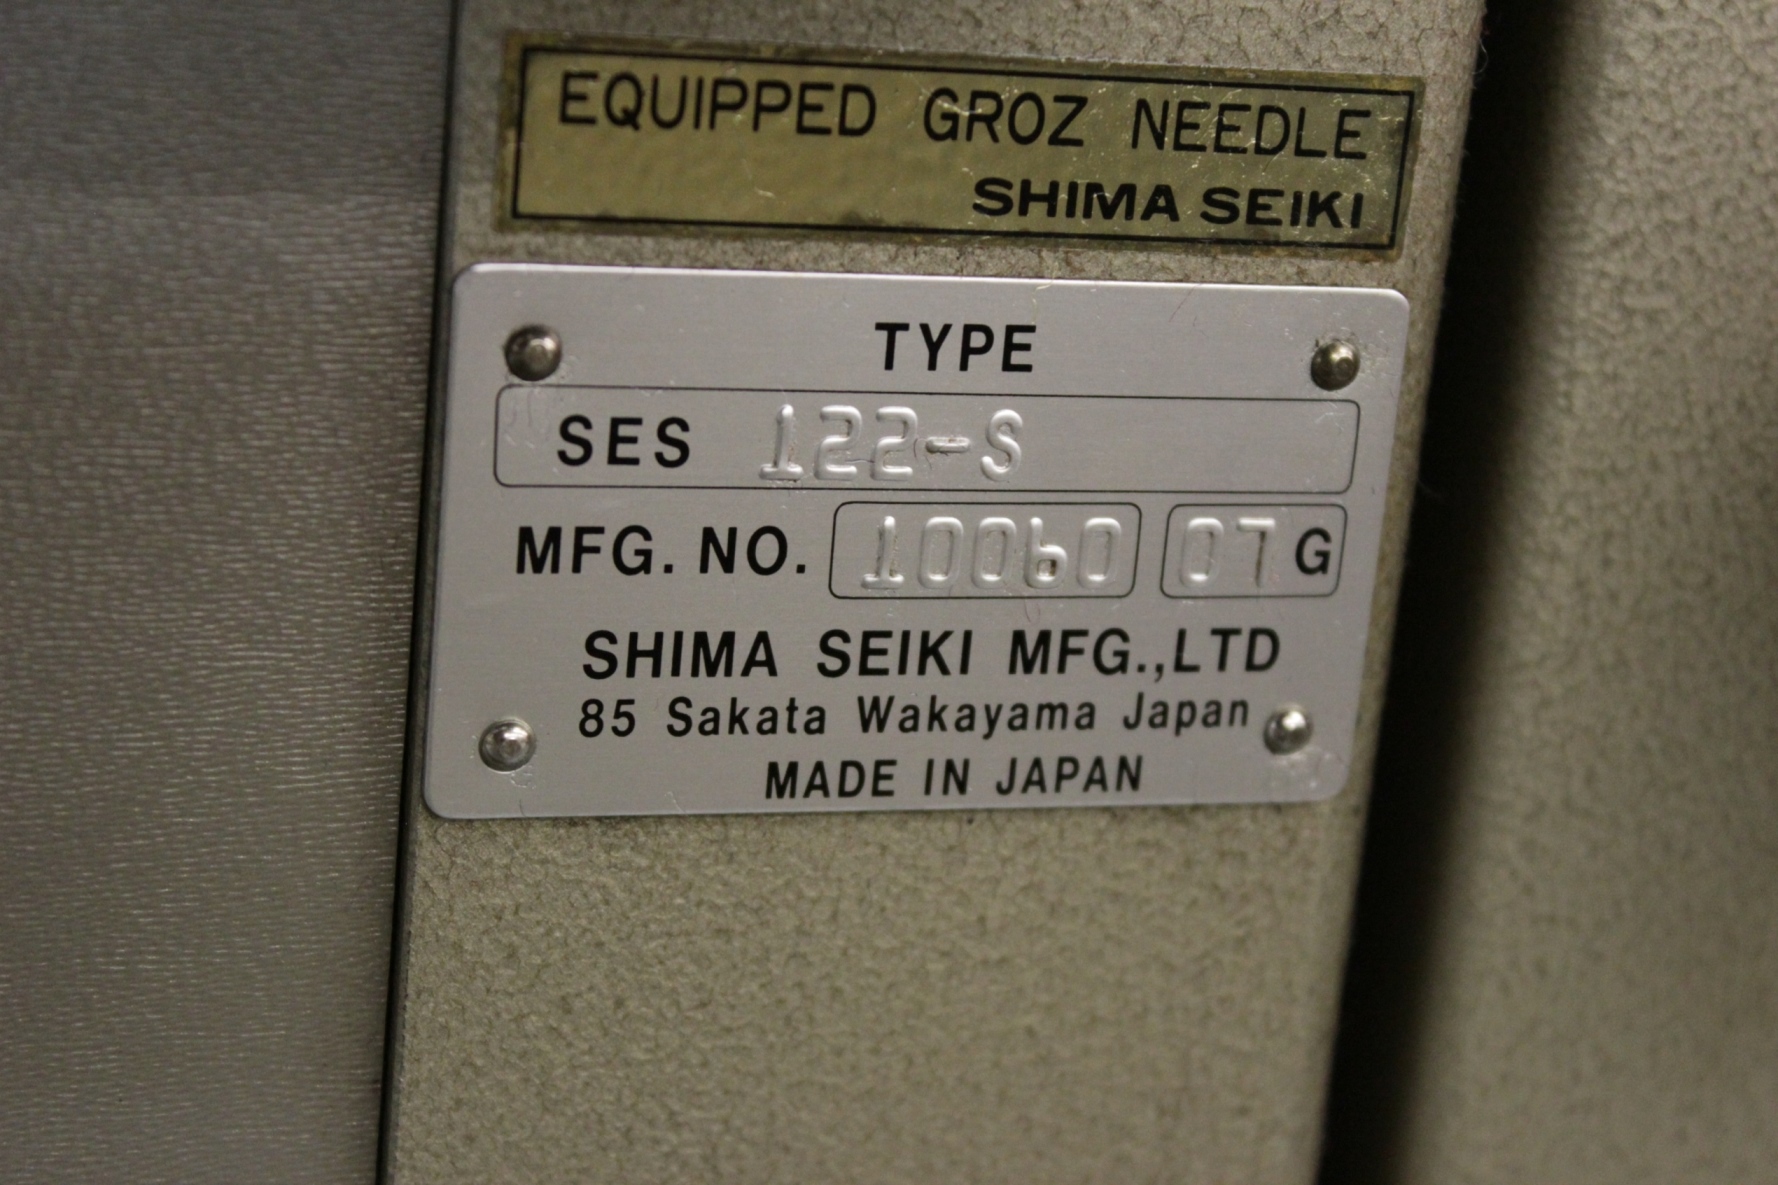 EQUIPPED GROZ NEEDLE
SHIMA SEIKI
TYPE
SES 122-S
MFG. NO. 10060 07 G
SHIMA SEIKI MFG.,LTD
85 Sakata Wakayama Japan
MADE IN JAPAN